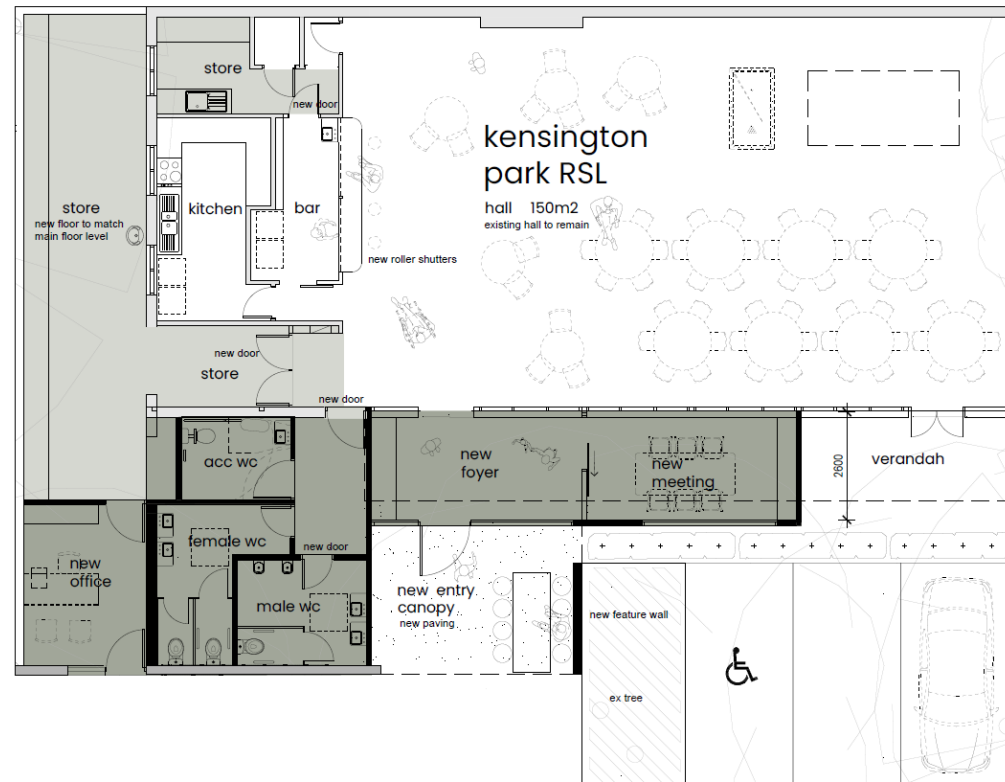 store
new door
kensington
park RSL
hall 150m2
existing hall to remain
store
new floor to match
main floor level
kitchen
bar
new roller shutters
new door
store
new door
acc wc
new
foyer
new
meeting
2600
verandah
female wc
new door
new
office
male wc
new entry
canopy
new paving
new feature wall
ex tree